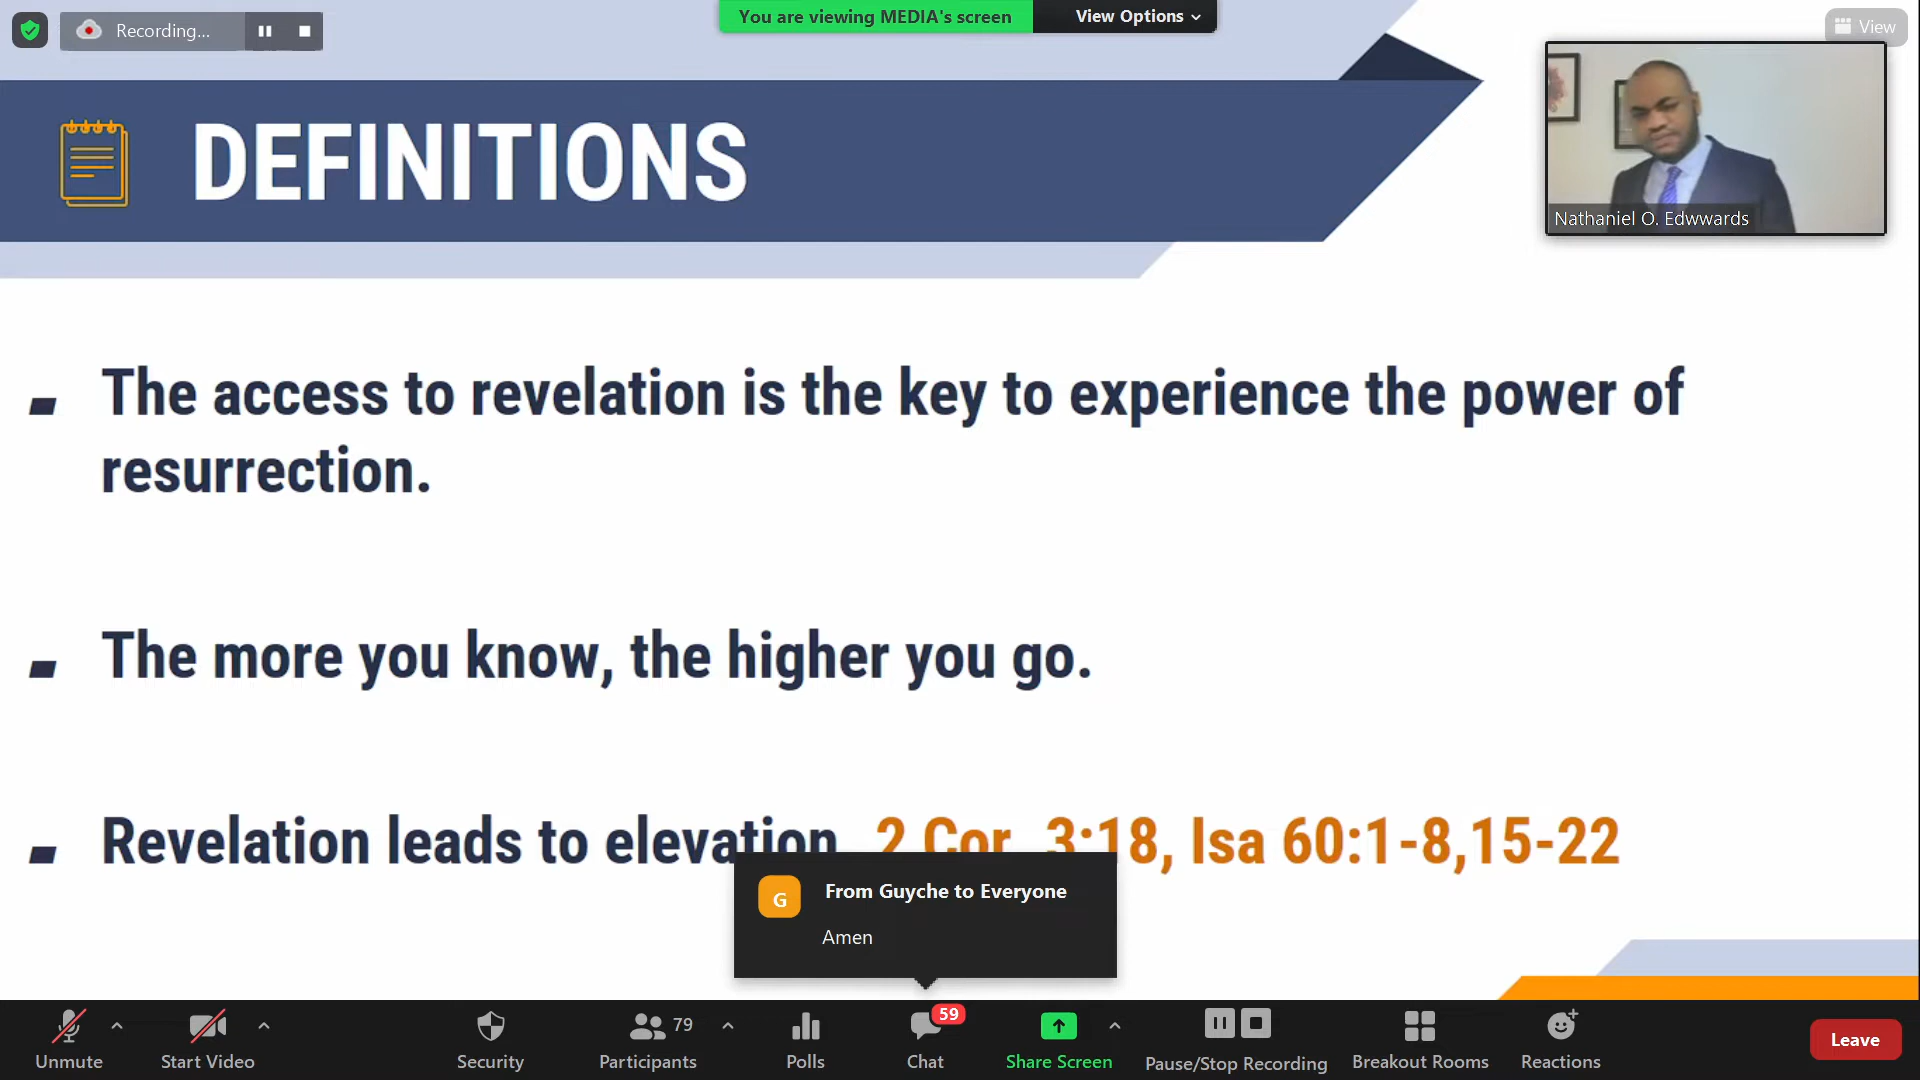 Recording...
You are viewing MEDIA's screen
View Options
View
DEFINITIONS
Nathaniel O. Edwwards
The access to revelation is the key to experience the power of
resurrection.
The more you know, the higher you go.
Revelation leads to elevation 2 Cor 3:18, Isa 60:1-8,15-22
G
From Guyche to Everyone
Amen
Unmute
Start Video
Security
79
Participants
Polls
59
Chat
Share Screen
Pause/Stop Recording
Breakout Rooms
Reactions
Leave